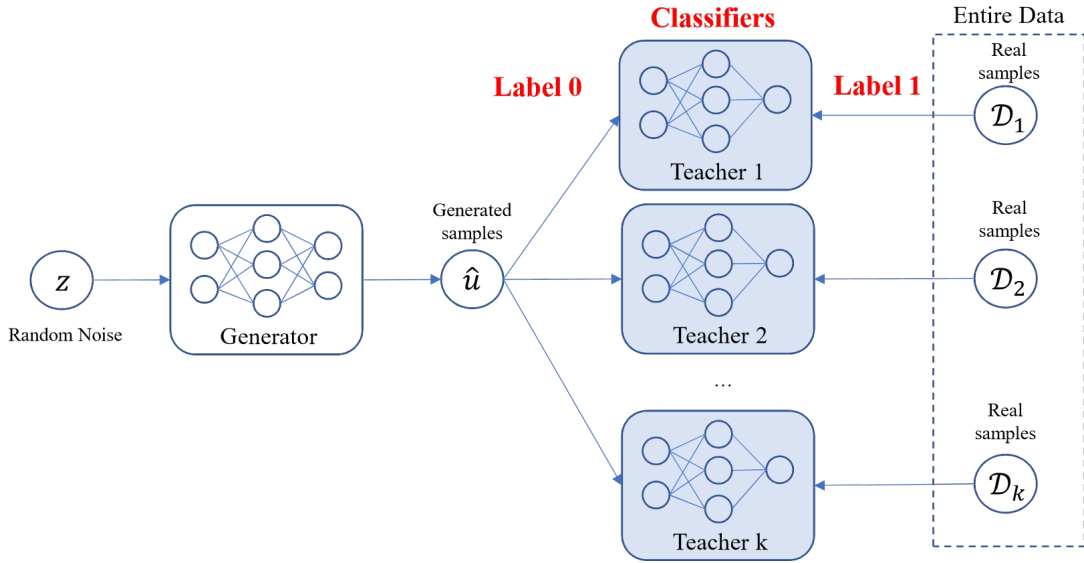 Classifiers
Entire Data
Label 0
Label 1
Real
samples
𝒟₁
Teacher 1
Generated
samples
Real
samples
z
û
𝒟₂
Random Noise
Generator
Teacher 2
...
Real
samples
𝒟ₖ
Teacher k